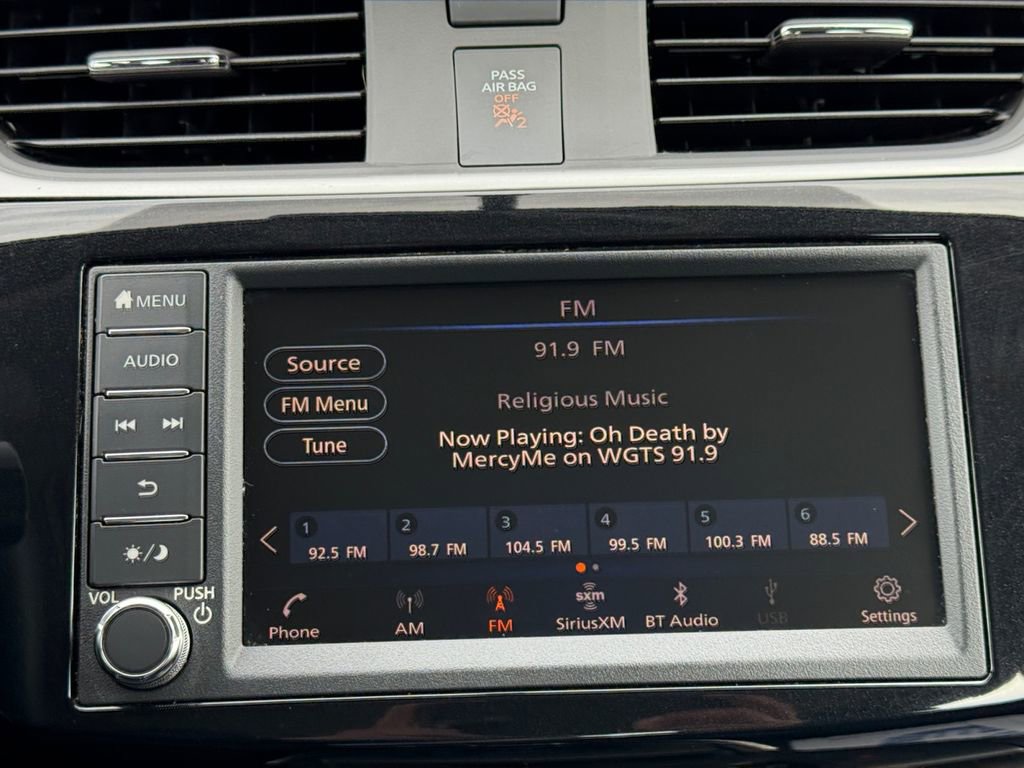 PASS
AIR BAG
OFF
2
MENU
AUDIO
VOL
PUSH
FM
91.9 FM
Source
FM Menu
Tune
Religious Music
Now Playing: Oh Death by
MercyMe on WGTS 91.9
1
92.5 FM
2
98.7 FM
3
104.5 FM
4
99.5 FM
5
100.3 FM
6
88.5 FM
Phone
AM
FM
sxm
SiriusXM
BT Audio
USB
Settings